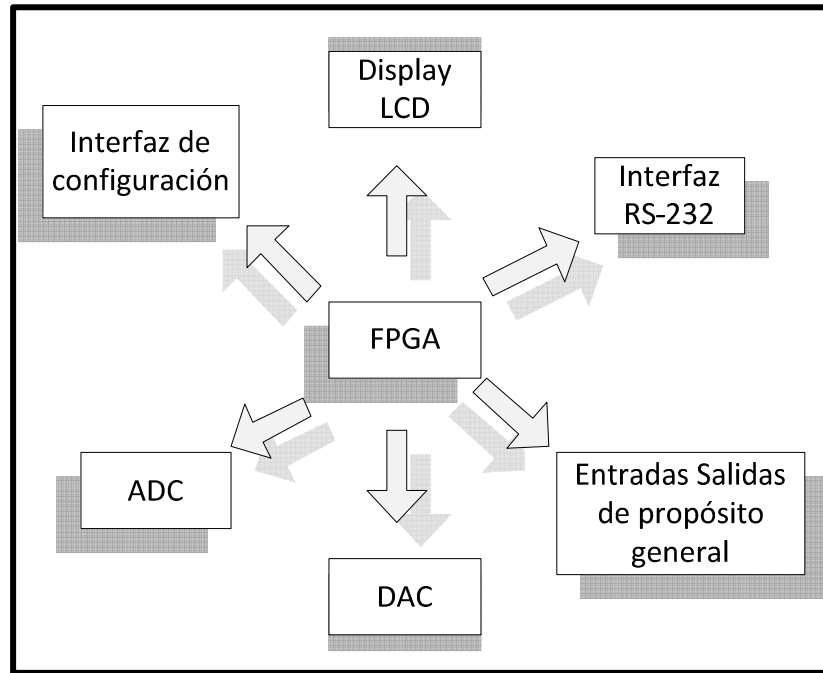 Display
LCD
Interfaz de
configuración
Interfaz
RS-232
FPGA
ADC
Entradas Salidas
de propósito
general
DAC